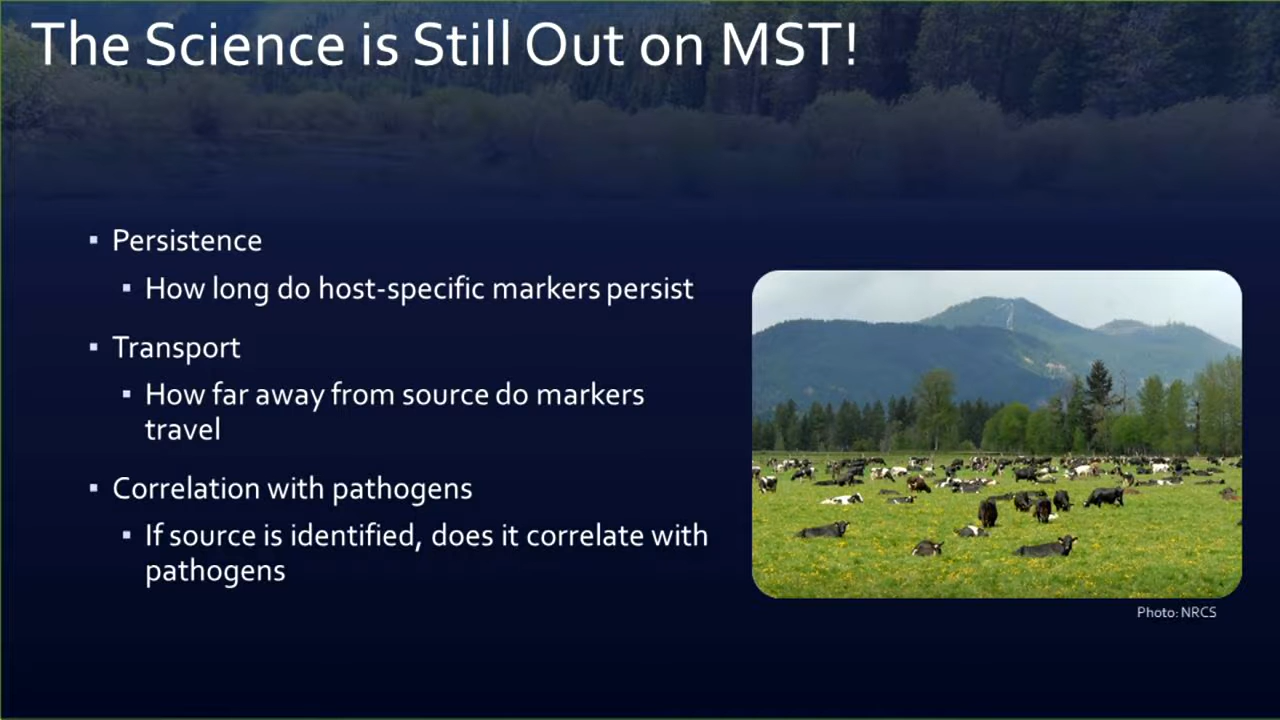 The Science is Still Out on MST!
▪ Persistence
▪ How long do host-specific markers persist
▪ Transport
▪ How far away from source do markers
travel
▪ Correlation with pathogens
▪ If source is identified, does it correlate with
pathogens
Photo: NRCS